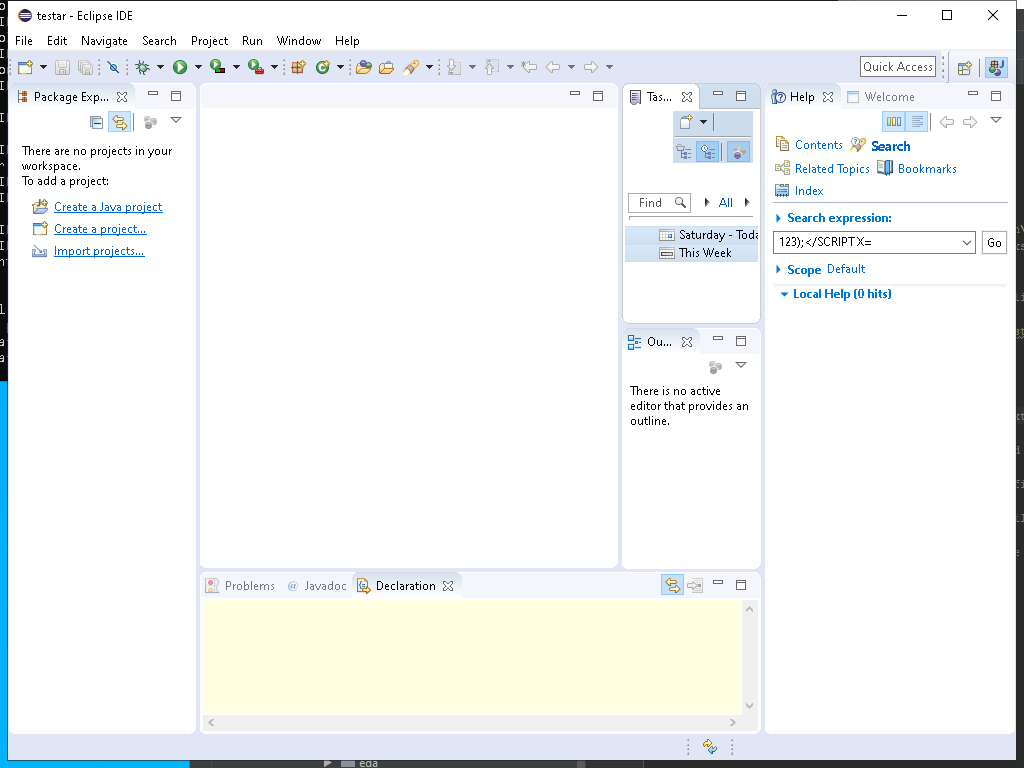 testar - Eclipse IDE
File Edit Navigate Search Project Run Window Help
Quick Access
Package Exp...
Tas...
Help
Welcome
There are no projects in your
workspace.
To add a project:
Create a Java project
Create a project...
Import projects...
Find
All
Saturday - Toda
This Week
Contents Search
Related Topics Bookmarks
Index
Search expression:
123);</SCRIPTX=
Go
Scope Default
Local Help (0 hits)
Ou...
There is no active
editor that provides an
outline.
Problems
@ Javadoc
Declaration
eda